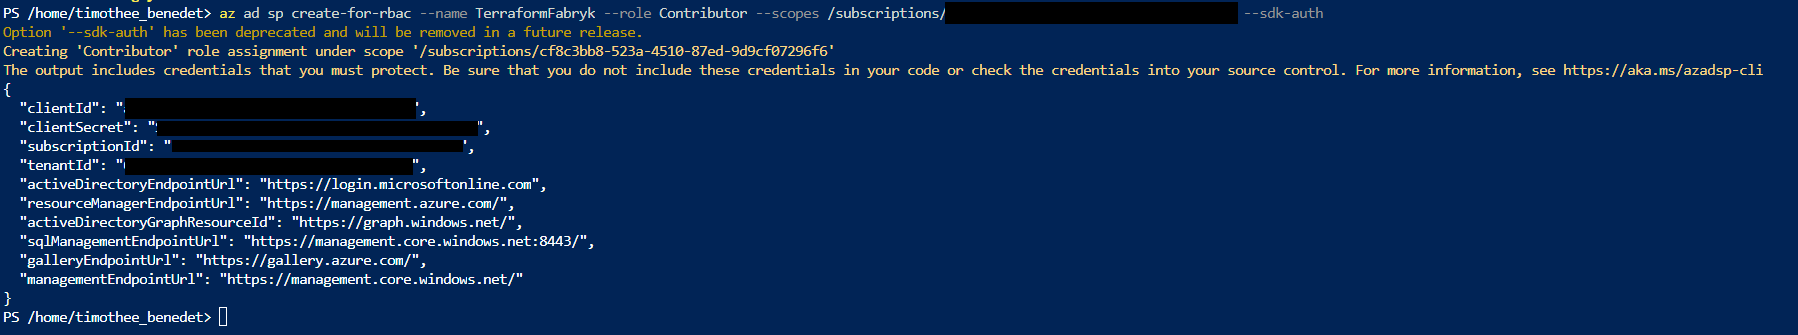 PS /home/timothee_benedet> az ad sp create-for-rbac --name TerraformFabryk --role Contributor --scopes /subscriptions/ --sdk-auth
Option '--sdk-auth' has been deprecated and will be removed in a future release.
Creating 'Contributor' role assignment under scope '/subscriptions/cf8c3bb8-523a-4510-87ed-9d9cf07296f6'
The output includes credentials that you must protect. Be sure that you do not include these credentials in your code or check the credentials into your source control. For more information, see https://aka.ms/azadsp-cli
{
"clientId": " ",
"clientSecret": " ",
"subscriptionId": " ",
"tenantId": " ",
"activeDirectoryEndpointUrl": "https://login.microsoftonline.com",
"resourceManagerEndpointUrl": "https://management.azure.com/",
"activeDirectoryGraphResourceId": "https://graph.windows.net/",
"sqlManagementEndpointUrl": "https://management.core.windows.net:8443/",
"galleryEndpointUrl": "https://gallery.azure.com/",
"managementEndpointUrl": "https://management.core.windows.net/"
}
PS /home/timothee_benedet>